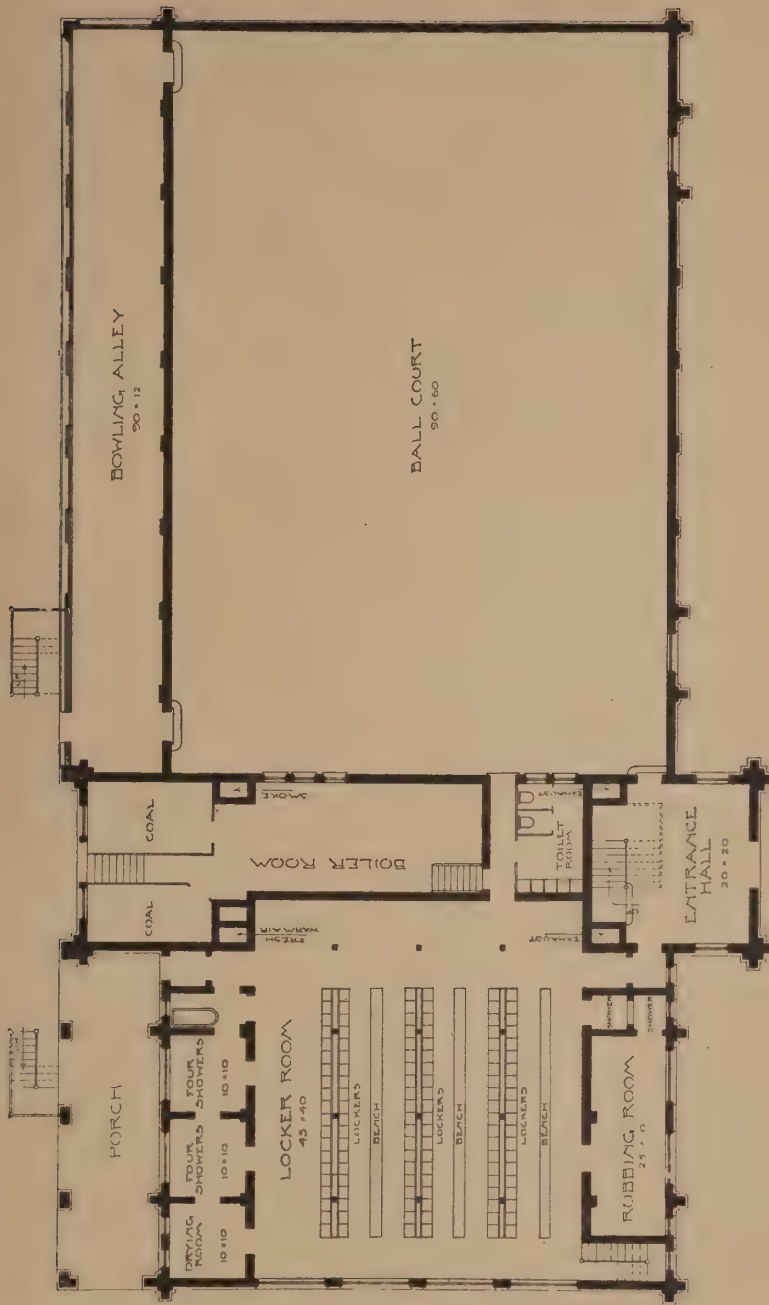 BOWLING ALLEY
90 × 12
BALL COURT
90 × 60
COAL
COAL
SMOKE
BOILER ROOM
FRESH
WARM AIR
TOILET
ROOM
EXHAUST
EXHAUST
ENTRANCE
HALL
20 × 20
PORCH
FOUR
SHOWERS
10 × 10
FOUR
SHOWERS
10 × 10
DRYING
ROOM
10 × 10
LOCKER ROOM
45 × 40
LOCKERS
BENCH
LOCKERS
BENCH
LOCKERS
BENCH
SHOWER
SHOWER
RUBBING ROOM